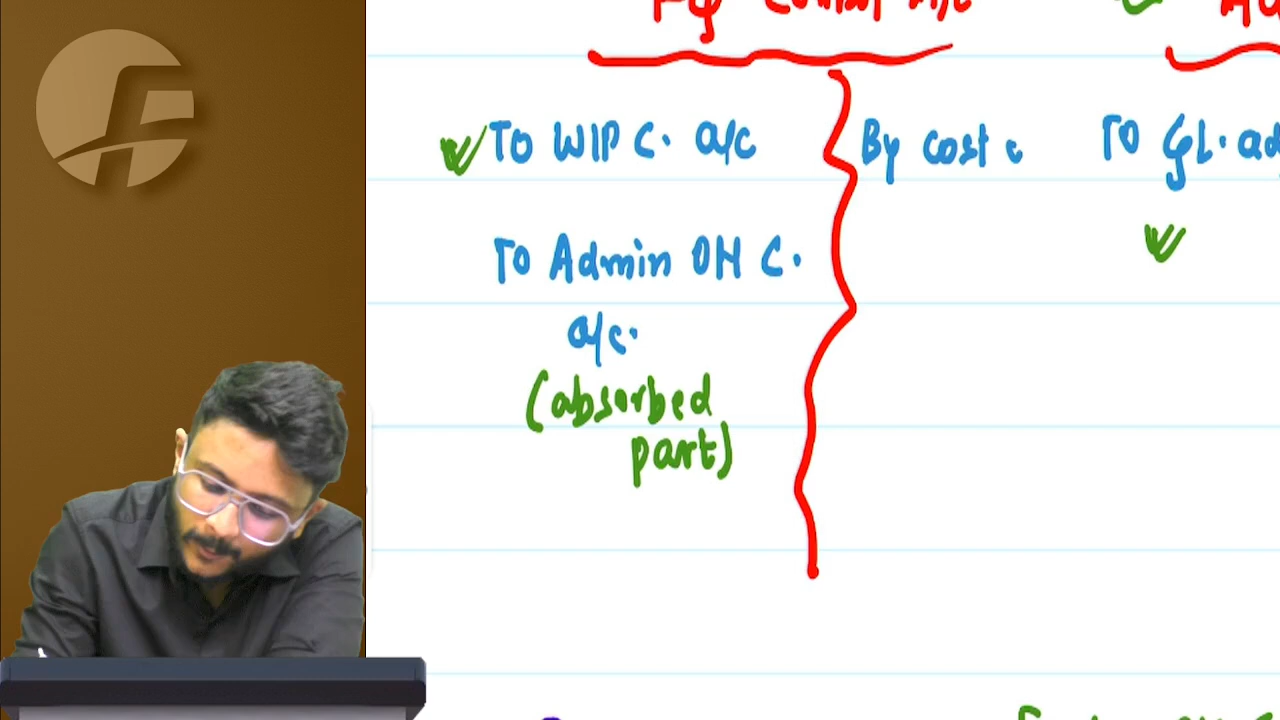 TO WIP C. a/c
By cost
TO GL. ad
TO Admin OH C.
a/c.
(absorbed
part)